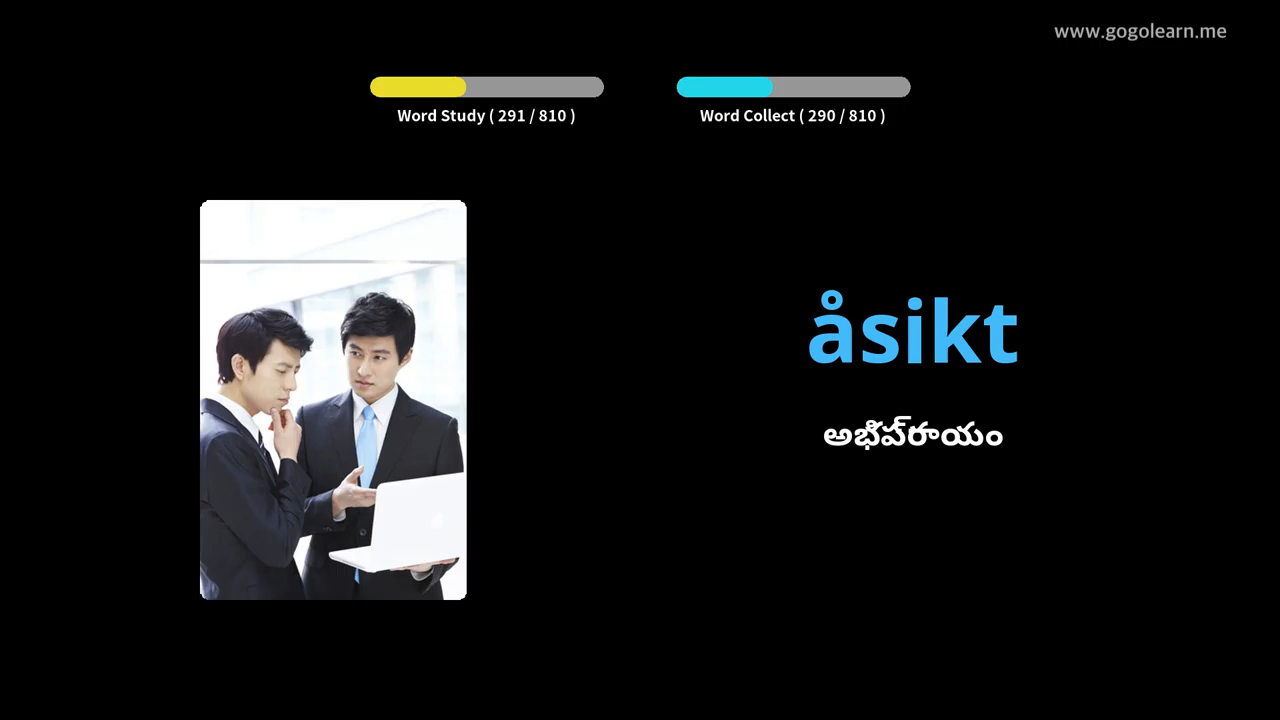 www.gogolearn.me
Word Study ( 291 / 810 )
Word Collect ( 290 / 810 )
åsikt
అభిప్రాయం